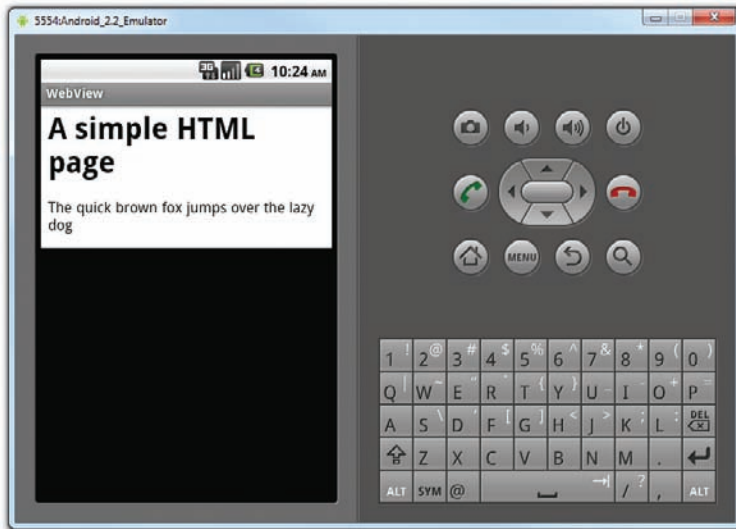 5554:Android_2.2_Emulator
3G 10:24 AM
WebView
A simple HTML
page
The quick brown fox jumps over the lazy
dog
MENU
1 ! 2 @ 3 # 4 $ 5 % 6 ^ 7 & 8 * 9 ( 0 )
Q | W ~ E " R ` T { Y } U _ I - O + P =
A S \ D ' F [ G ] H < J > K ; L : DEL
Z X C V B N M .
ALT SYM @ / ? , ALT